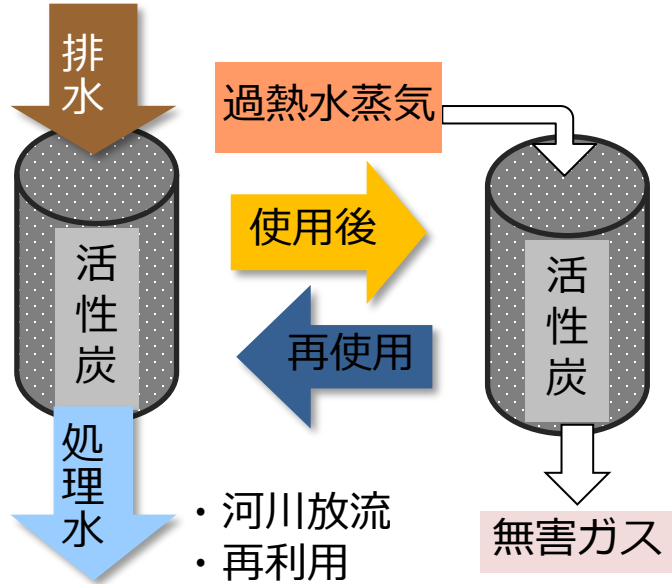 排水
過熱水蒸気
使用後
活性炭
活性炭
再使用
処理水
・河川放流
・再利用
無害ガス